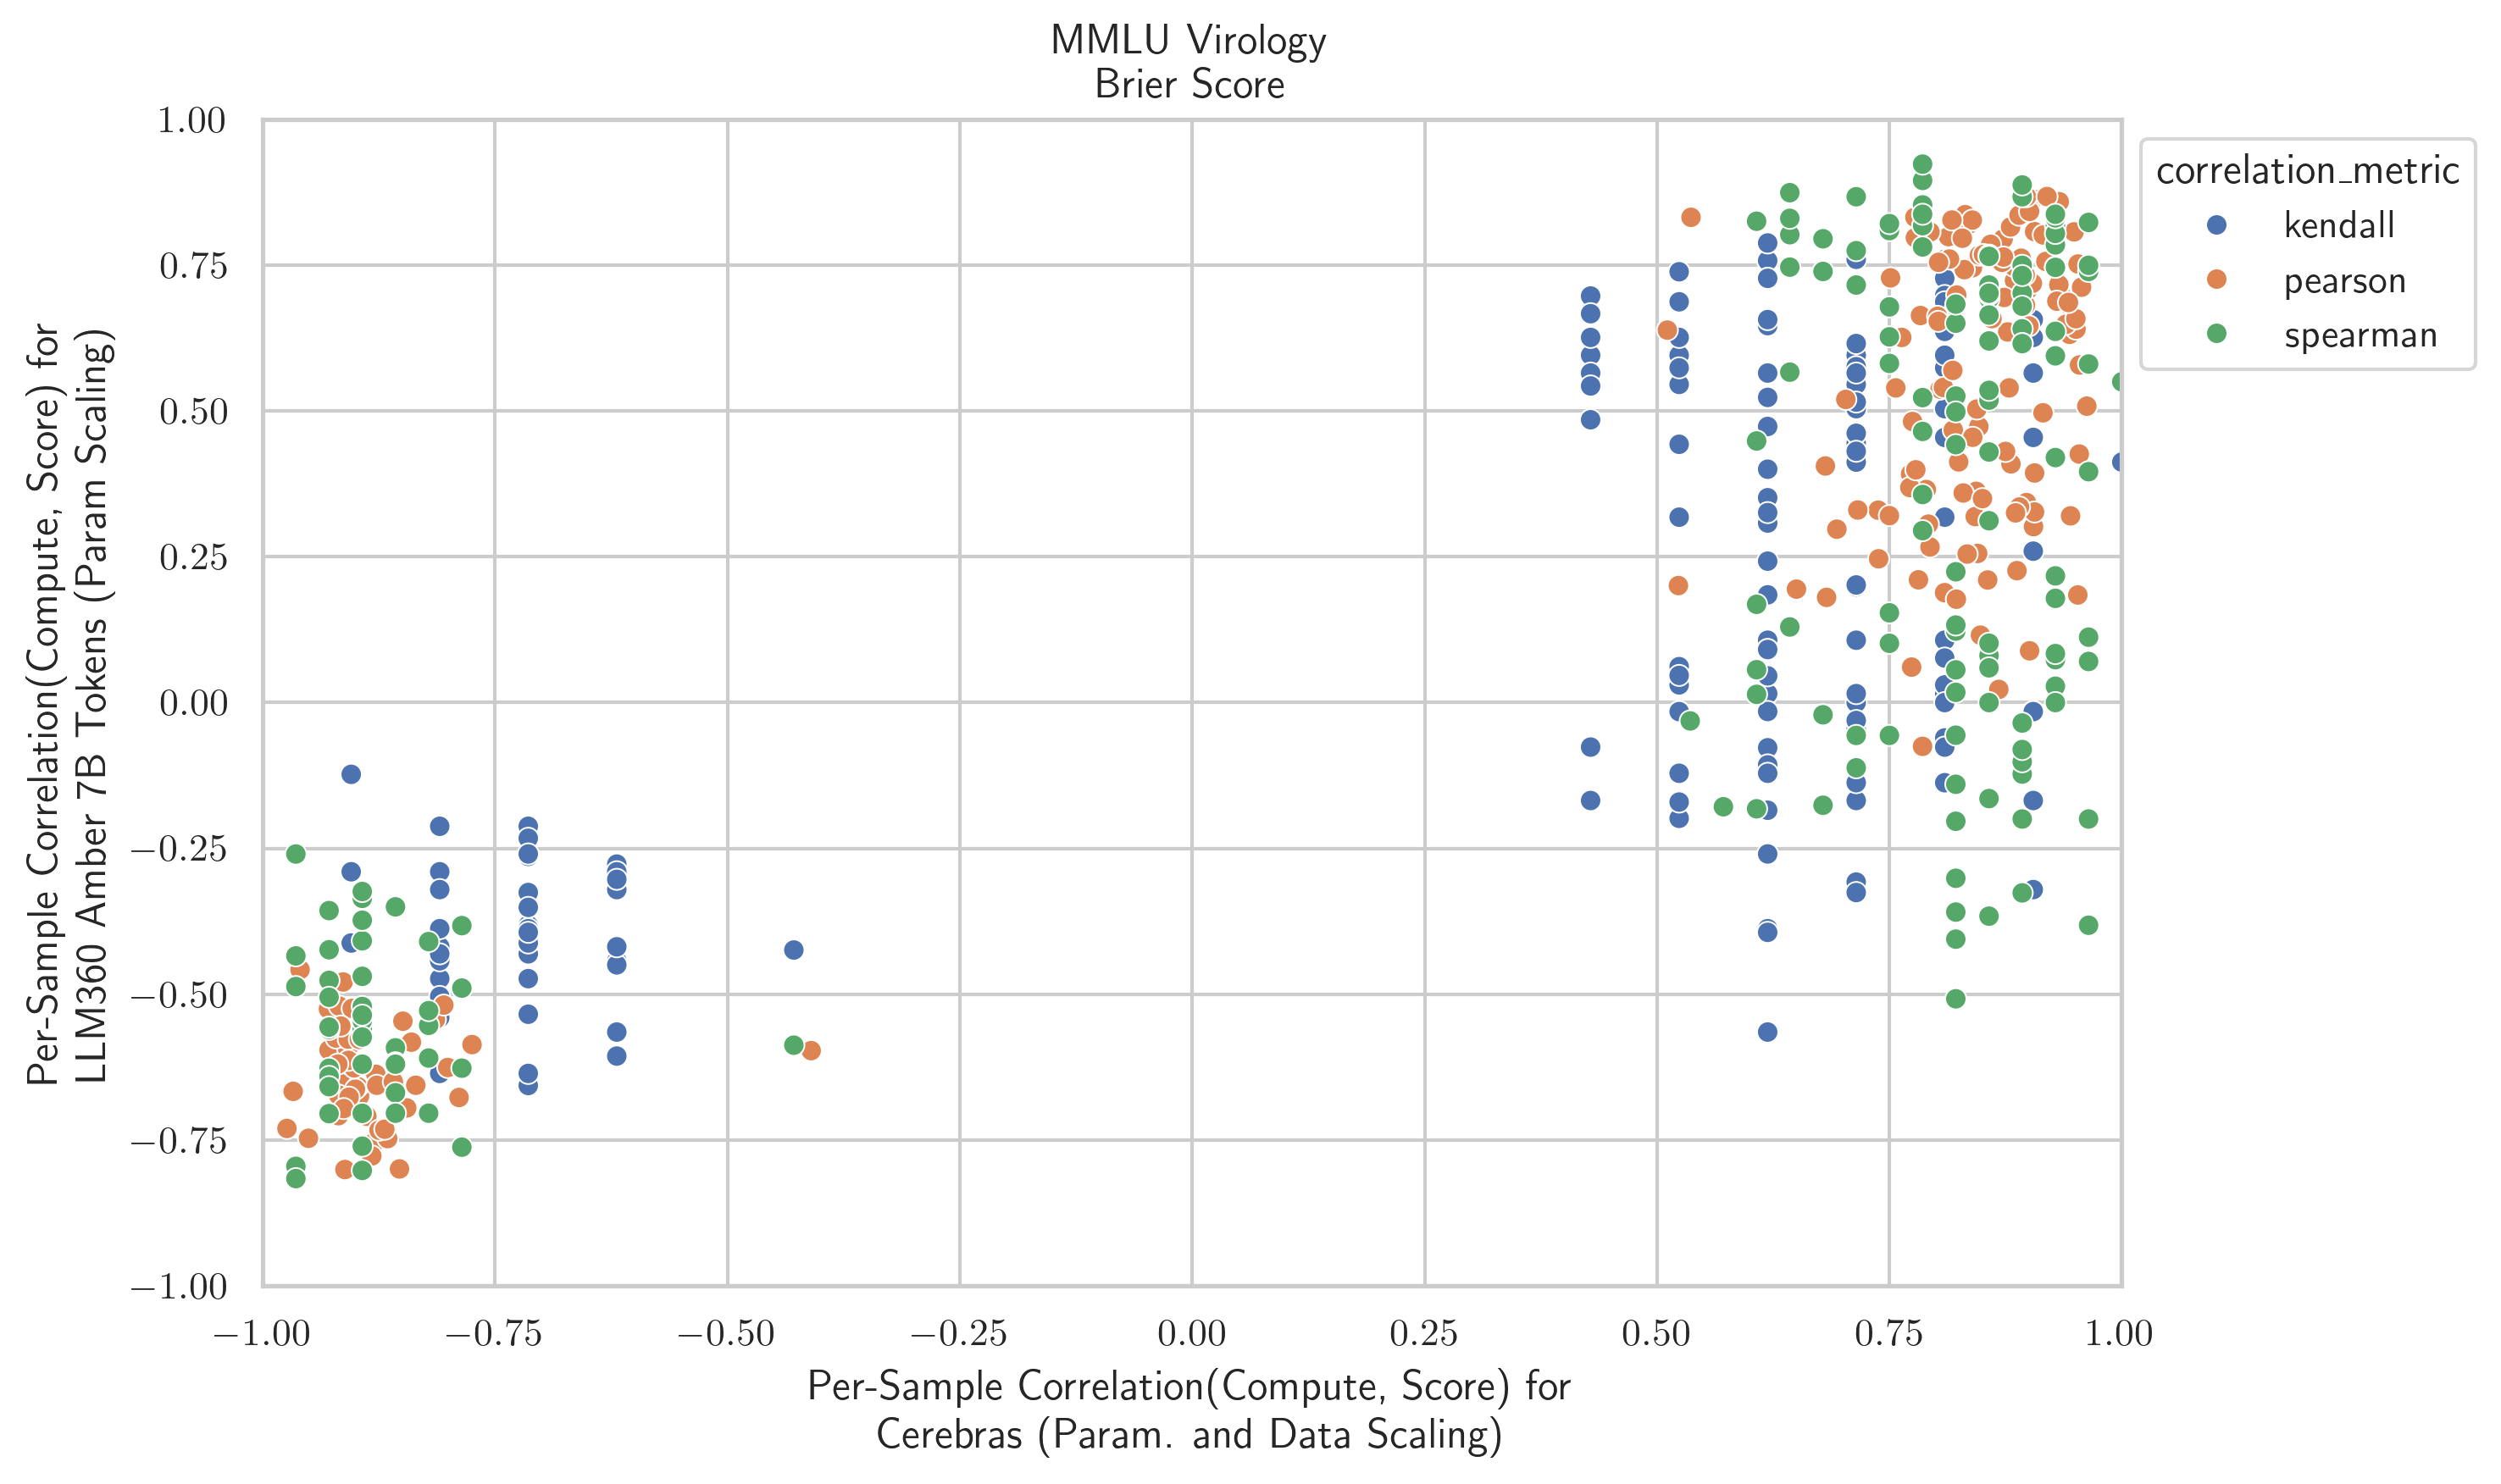 MMLU Virology
Brier Score
Per-Sample Correlation(Compute, Score) for
LLM360 Amber 7B Tokens (Param Scaling)
1.00
0.75
0.50
0.25
0.00
−0.25
−0.50
−0.75
−1.00
−1.00
−0.75
−0.50
−0.25
0.00
0.25
0.50
0.75
1.00
Per-Sample Correlation(Compute, Score) for
Cerebras (Param. and Data Scaling)
correlation_metric
kendall
pearson
spearman